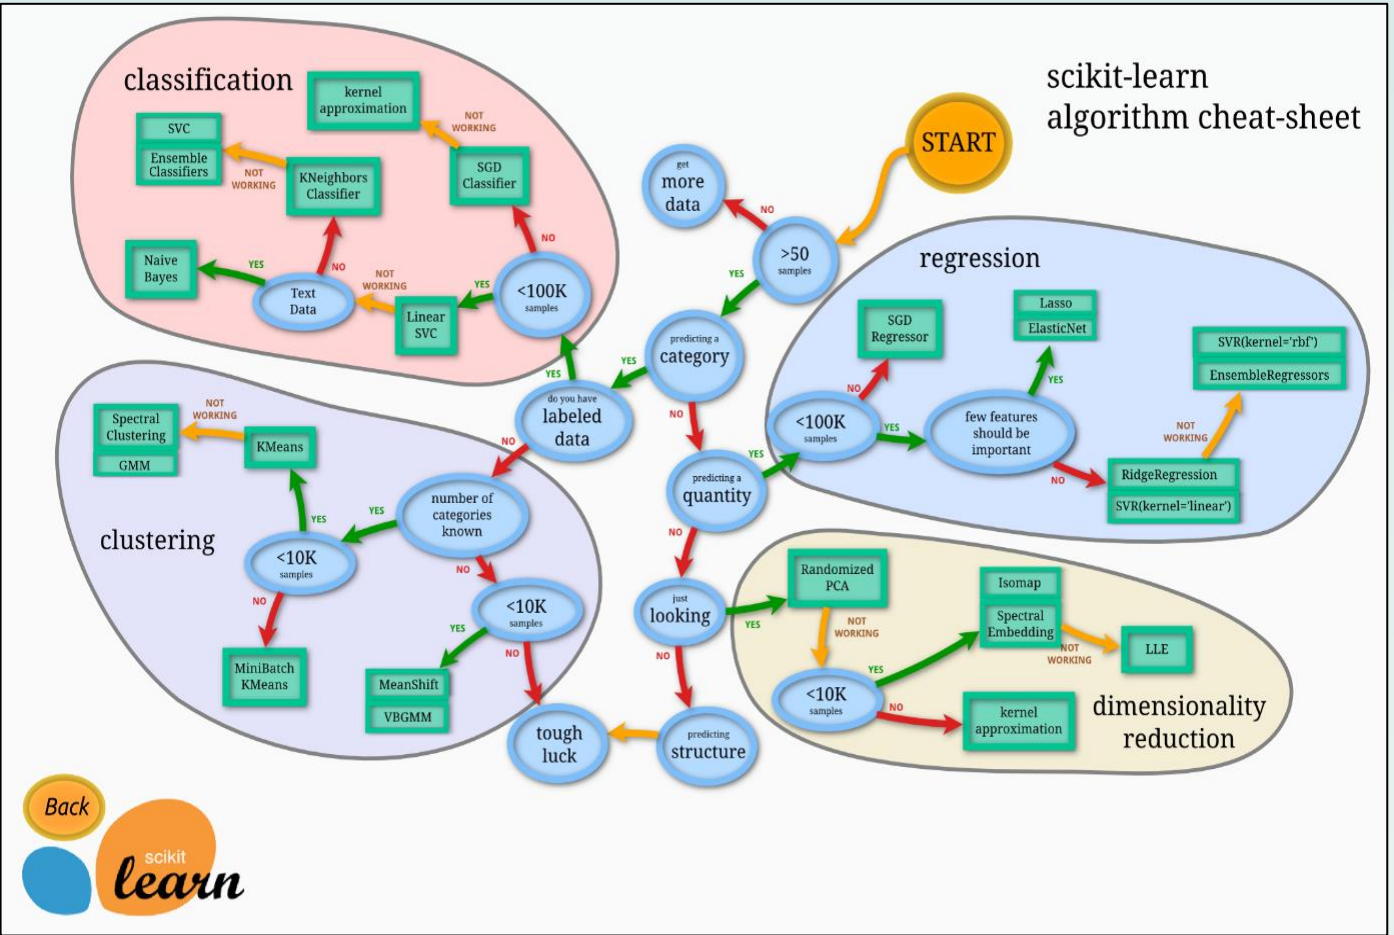 scikit-learn
algorithm cheat-sheet
START
classification
kernel
approximation
NOT
WORKING
SVC
Ensemble
Classifiers
NOT
WORKING
KNeighbors
Classifier
SGD
Classifier
NO
Naive
Bayes
YES
Text
Data
NO
NOT
WORKING
Linear
SVC
YES
<100K
samples
YES
get
more
data
NO
>50
samples
YES
predicting a
category
YES
do you have
labeled
data
NO
NO
predicting a
quantity
YES
NO
just
looking
YES
NO
predicting
structure
tough
luck
regression
SGD
Regressor
NO
<100K
samples
YES
Lasso
ElasticNet
YES
few features
should be
important
NO
SVR(kernel='rbf')
EnsembleRegressors
NOT
WORKING
RidgeRegression
SVR(kernel='linear')
clustering
Spectral
Clustering
GMM
NOT
WORKING
KMeans
YES
<10K
samples
NO
MiniBatch
KMeans
YES
number of
categories
known
NO
<10K
samples
YES
NO
MeanShift
VBGMM
Randomized
PCA
NOT
WORKING
<10K
samples
YES
NO
Isomap
Spectral
Embedding
NOT
WORKING
LLE
kernel
approximation
dimensionality
reduction
Back
scikit
learn